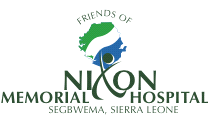 FRIENDS OF
NIXON
MEMORIAL HOSPITAL
SEGBWEMA, SIERRA LEONE